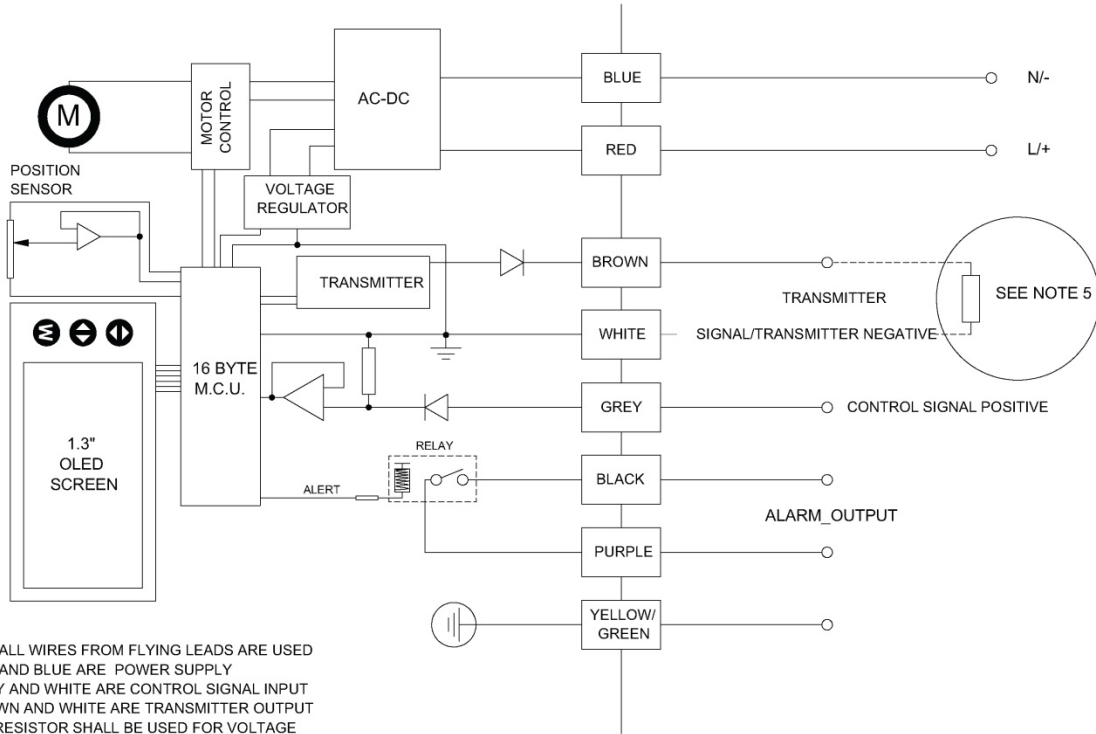 M
MOTOR
CONTROL
AC-DC
BLUE
N/-
RED
L/+
POSITION
SENSOR
VOLTAGE
REGULATOR
TRANSMITTER
BROWN
TRANSMITTER
SEE NOTE 5
WHITE
SIGNAL/TRANSMITTER NEGATIVE
16 BYTE
M.C.U.
GREY
CONTROL SIGNAL POSITIVE
1.3"
OLED
SCREEN
RELAY
ALERT
BLACK
ALARM_OUTPUT
PURPLE
YELLOW/
GREEN
ALL WIRES FROM FLYING LEADS ARE USED
AND BLUE ARE POWER SUPPLY
Y AND WHITE ARE CONTROL SIGNAL INPUT
WN AND WHITE ARE TRANSMITTER OUTPUT
RESISTOR SHALL BE USED FOR VOLTAGE